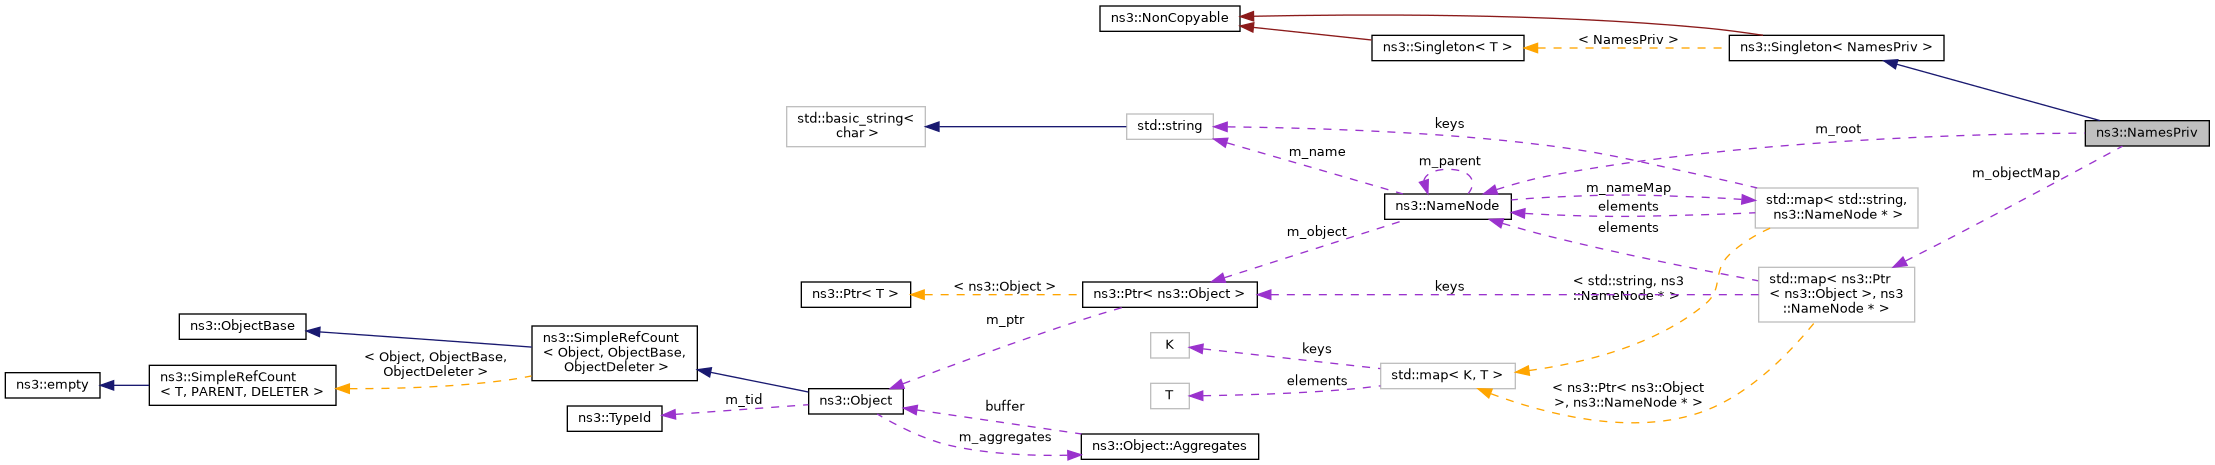 ns3::NonCopyable
ns3::Singleton< T >
< NamesPriv >
ns3::Singleton< NamesPriv >
std::basic_string<
char >
std::string
keys
m_root
ns3::NamesPriv
m_name
m_parent
m_objectMap
m_nameMap
std::map< std::string,
ns3::NameNode * >
ns3::NameNode
elements
elements
m_object
ns3::Ptr< T >
< ns3::Object >
ns3::Ptr< ns3::Object >
keys
< std::string, ns3
::NameNode * >
std::map< ns3::Ptr
< ns3::Object >, ns3
::NameNode * >
ns3::ObjectBase
m_ptr
ns3::SimpleRefCount
< Object, ObjectBase,
ObjectDeleter >
< Object, ObjectBase,
ObjectDeleter >
K
keys
ns3::empty
ns3::SimpleRefCount
< T, PARENT, DELETER >
std::map< K, T >
T
elements
< ns3::Ptr< ns3::Object
>, ns3::NameNode * >
ns3::Object
m_tid
ns3::TypeId
buffer
m_aggregates
ns3::Object::Aggregates